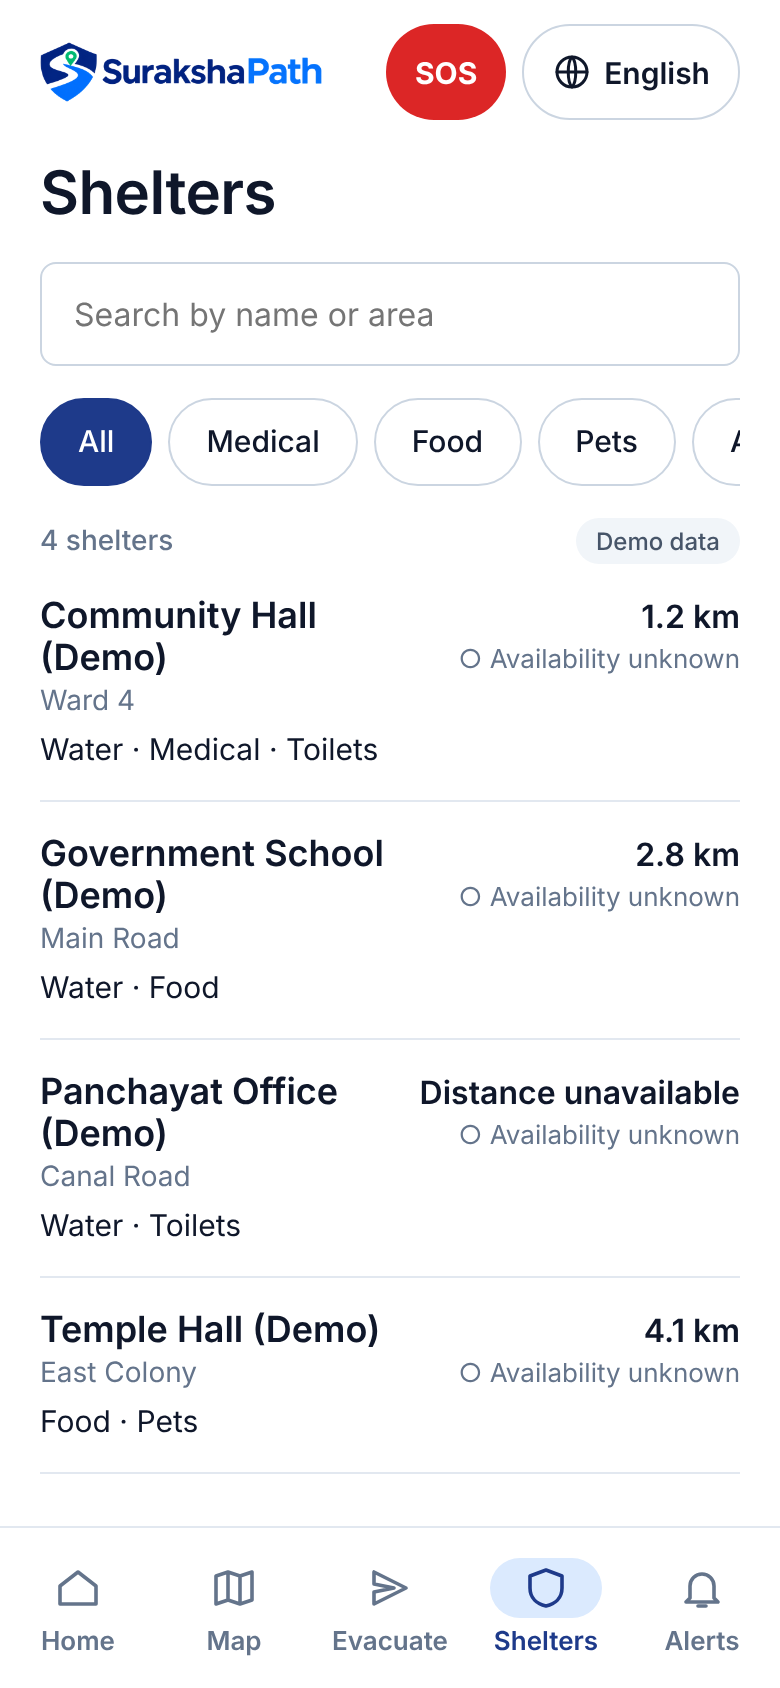 SurakshaPath
SOS
English
Shelters
Search by name or area
All
Medical
Food
Pets
4 shelters
Demo data
Community Hall
(Demo)
1.2 km
Availability unknown
Ward 4
Water · Medical · Toilets
Government School
(Demo)
2.8 km
Availability unknown
Main Road
Water · Food
Panchayat Office
(Demo)
Distance unavailable
Availability unknown
Canal Road
Water · Toilets
Temple Hall (Demo)
4.1 km
Availability unknown
East Colony
Food · Pets
Home
Map
Evacuate
Shelters
Alerts